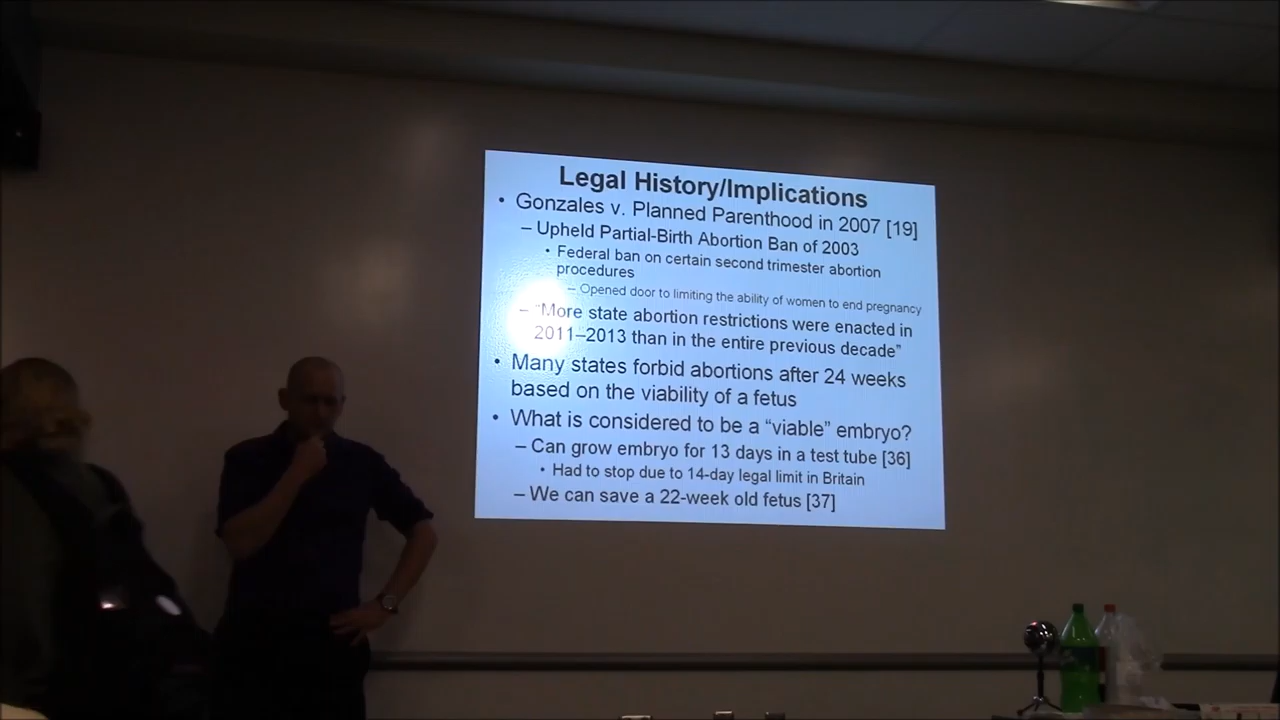 Legal History/Implications
• Gonzales v. Planned Parenthood in 2007 [19]
– Upheld Partial-Birth Abortion Ban of 2003
• Federal ban on certain second trimester abortion
procedures
– Opened door to limiting the ability of women to end pregnancy
– "More state abortion restrictions were enacted in
2011–2013 than in the entire previous decade"
• Many states forbid abortions after 24 weeks
based on the viability of a fetus
• What is considered to be a "viable" embryo?
– Can grow embryo for 13 days in a test tube [36]
• Had to stop due to 14-day legal limit in Britain
– We can save a 22-week old fetus [37]